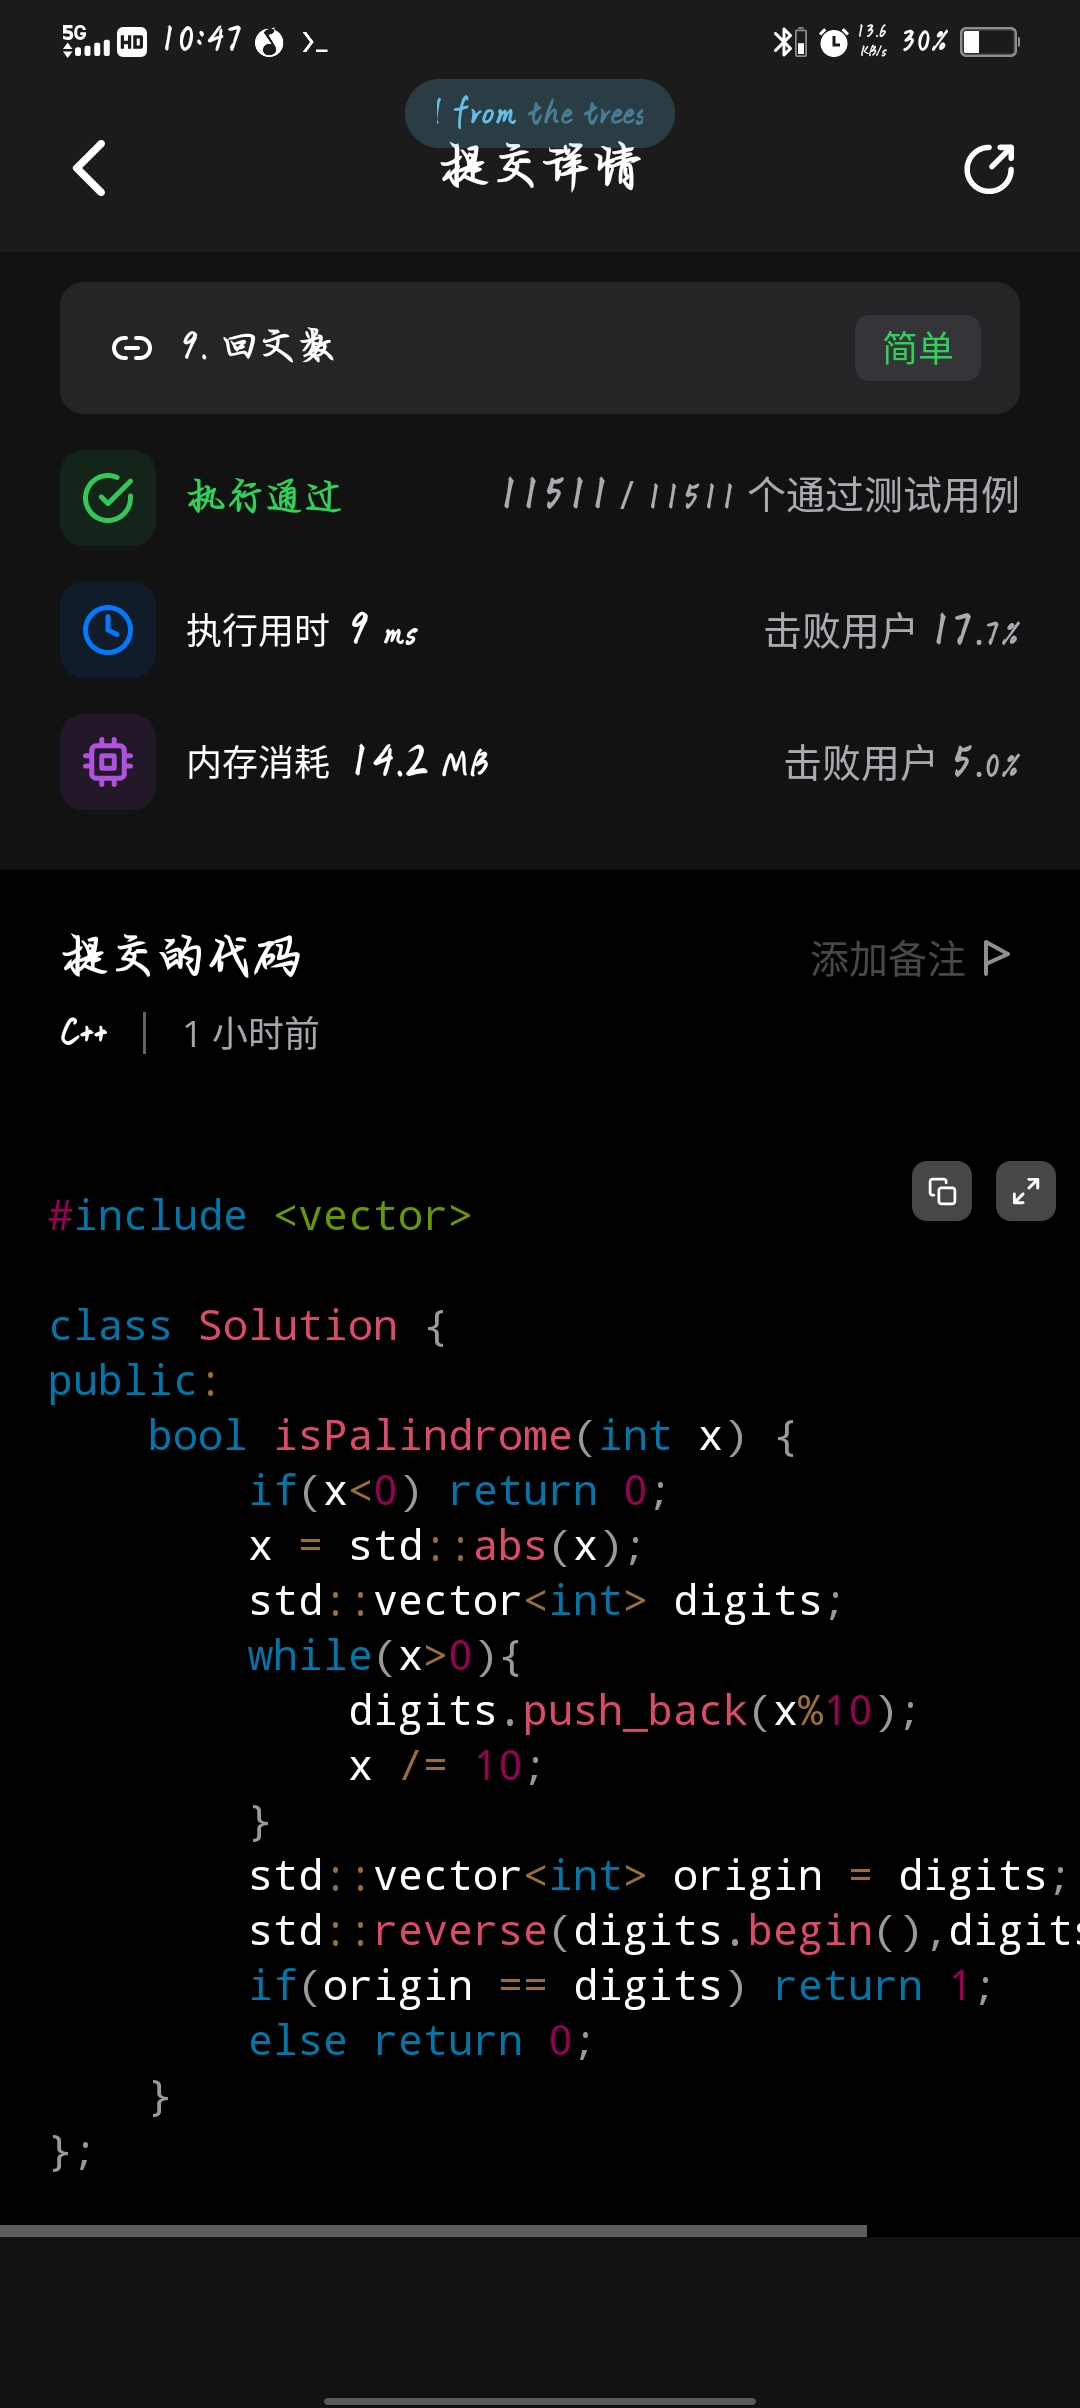 5G HD 10:47 13.6 KB/s 30%
! from the trees
提交详情
9. 回文数 简单
执行通过 11511 / 11511 个通过测试用例
执行用时 9 ms 击败用户 17.7%
内存消耗 14.2 MB 击败用户 5.0%
提交的代码 添加备注
C++ 1 小时前
#include <vector>
class Solution {
public:
    bool isPalindrome(int x) {
        if(x<0) return 0;
        x = std::abs(x);
        std::vector<int> digits;
        while(x>0){
            digits.push_back(x%10);
            x /= 10;
        }
        std::vector<int> origin = digits;
        std::reverse(digits.begin(),digits
        if(origin == digits) return 1;
        else return 0;
    }
};